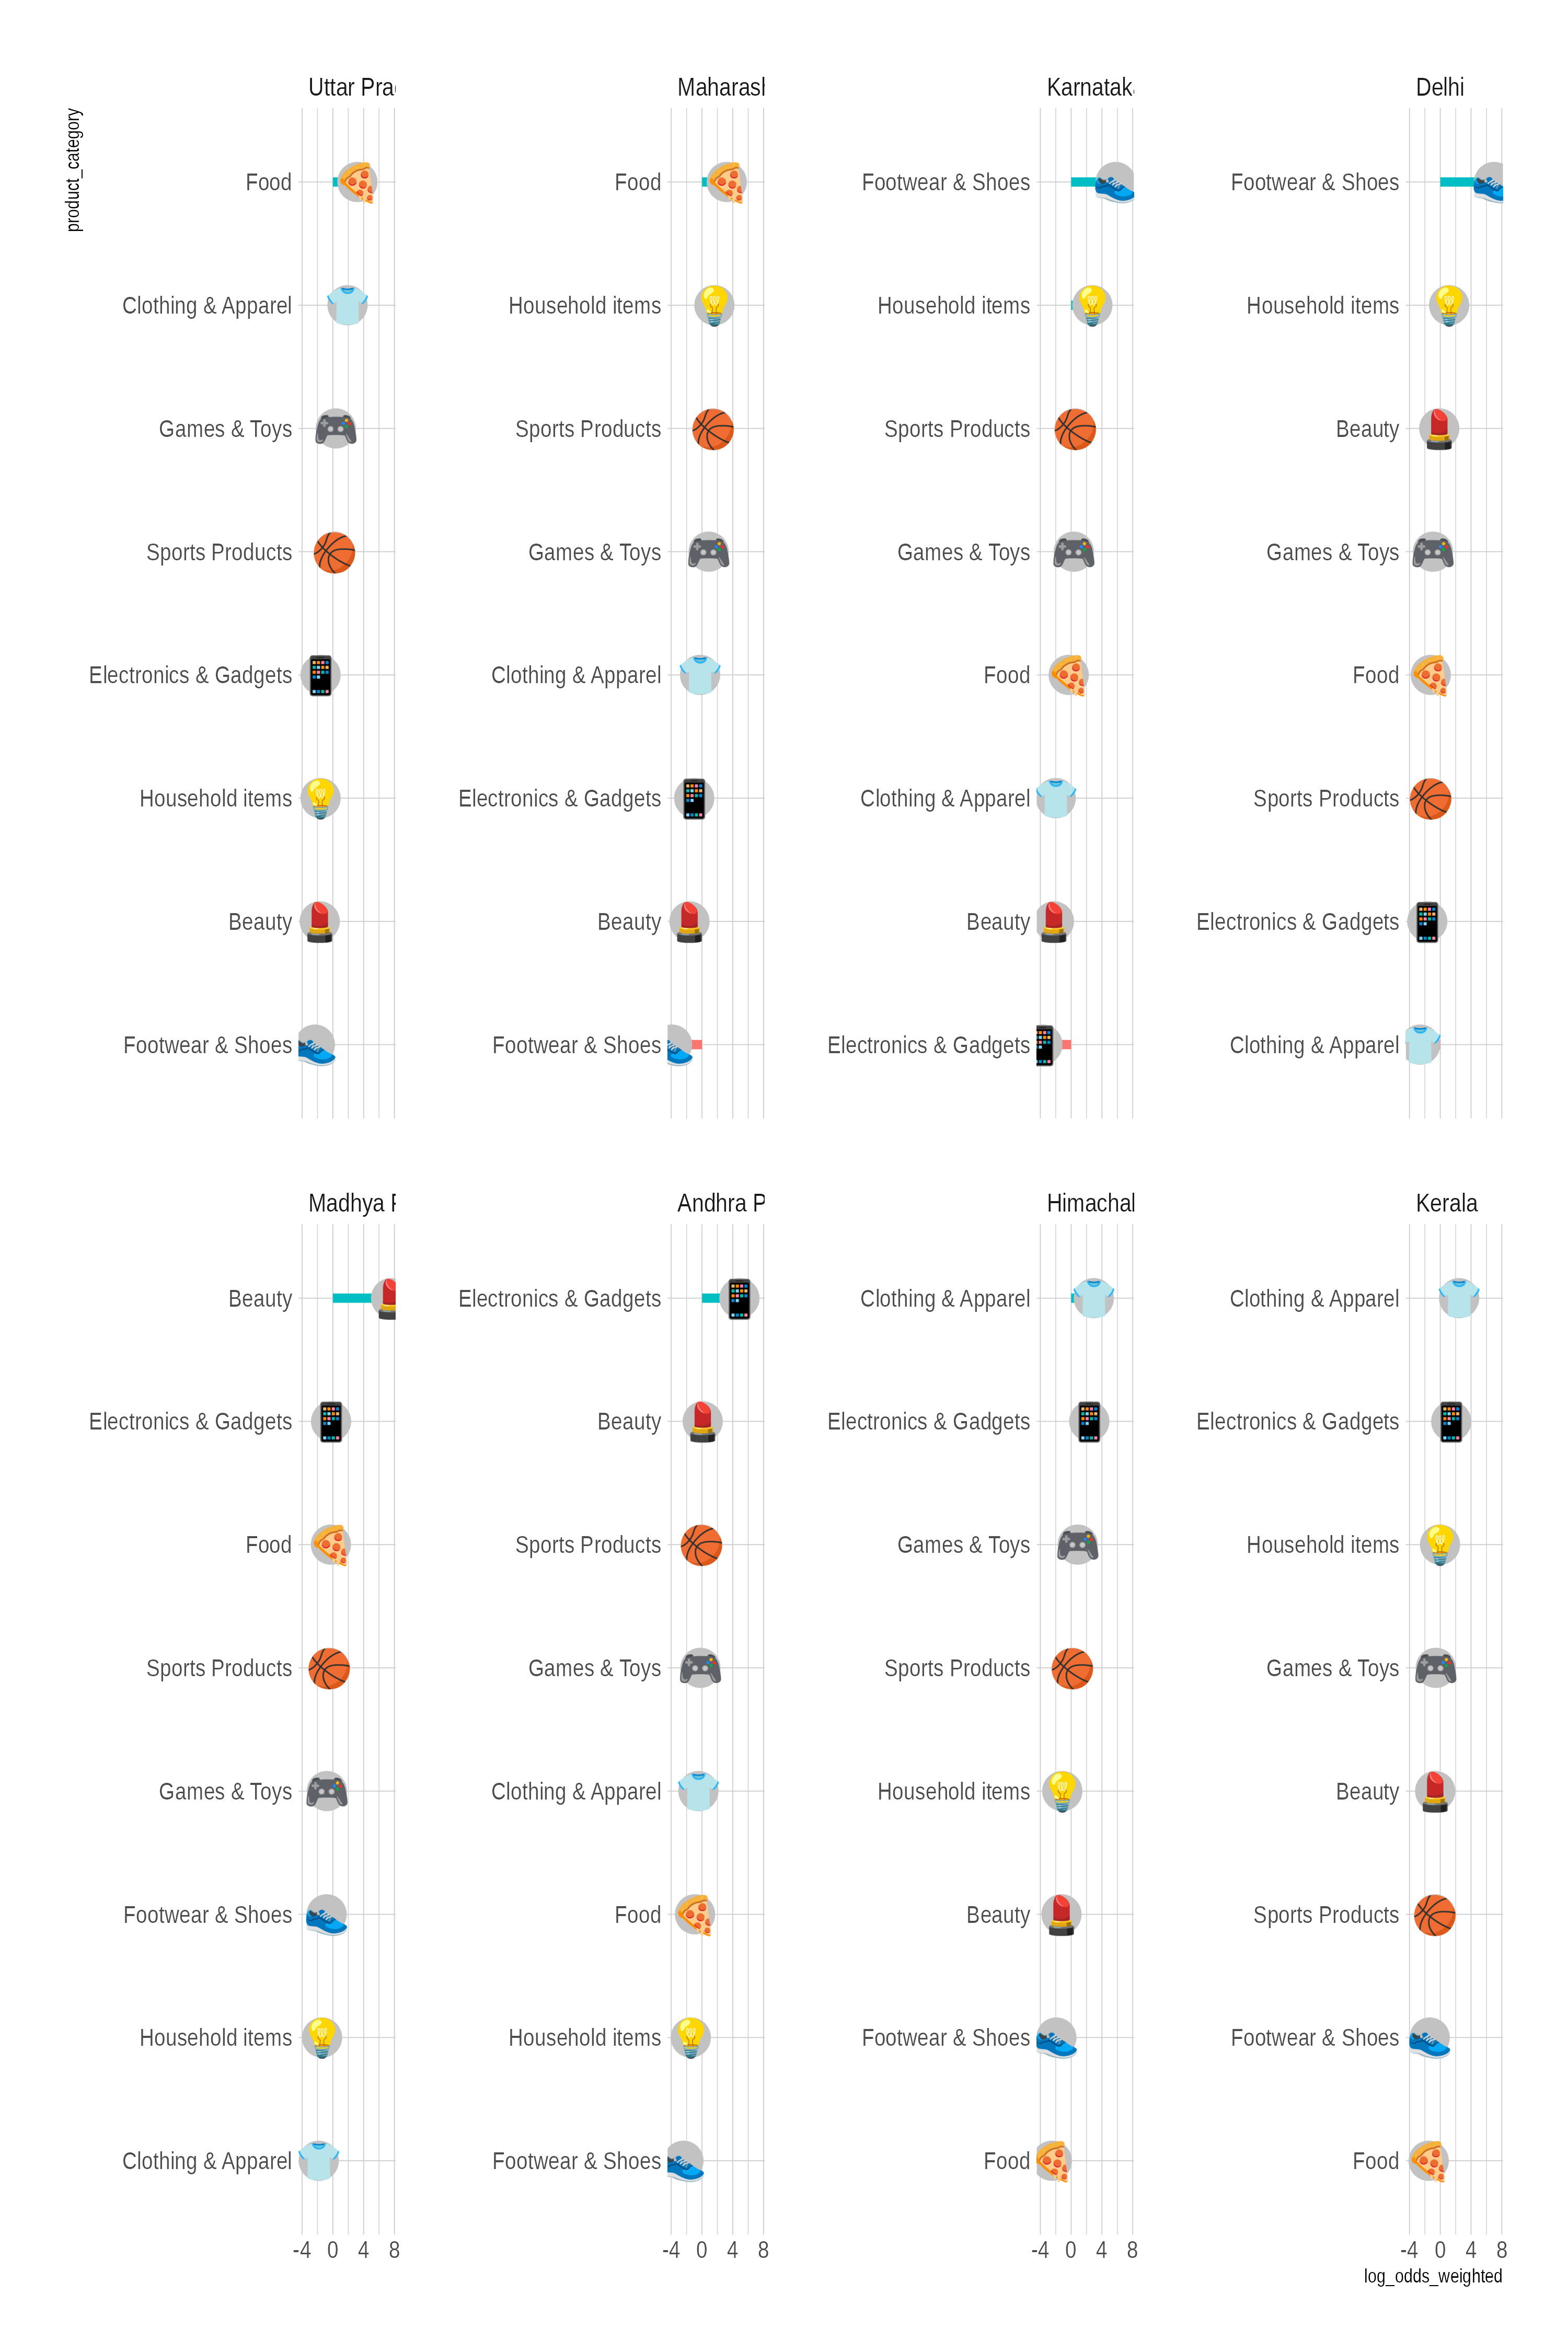 product_category
Uttar Prac
Food
Clothing & Apparel
Games & Toys
Sports Products
Electronics & Gadgets
Household items
Beauty
Footwear & Shoes
Maharash
Food
Household items
Sports Products
Games & Toys
Clothing & Apparel
Electronics & Gadgets
Beauty
Footwear & Shoes
Karnataka
Footwear & Shoes
Household items
Sports Products
Games & Toys
Food
Clothing & Apparel
Beauty
Electronics & Gadgets
Delhi
Footwear & Shoes
Household items
Beauty
Games & Toys
Food
Sports Products
Electronics & Gadgets
Clothing & Apparel
Madhya P
Beauty
Electronics & Gadgets
Food
Sports Products
Games & Toys
Footwear & Shoes
Household items
Clothing & Apparel
-4 0 4 8
Andhra P
Electronics & Gadgets
Beauty
Sports Products
Games & Toys
Clothing & Apparel
Food
Household items
Footwear & Shoes
-4 0 4 8
Himachal
Clothing & Apparel
Electronics & Gadgets
Games & Toys
Sports Products
Household items
Beauty
Footwear & Shoes
Food
-4 0 4 8
Kerala
Clothing & Apparel
Electronics & Gadgets
Household items
Games & Toys
Beauty
Sports Products
Footwear & Shoes
Food
-4 0 4 8
log_odds_weighted